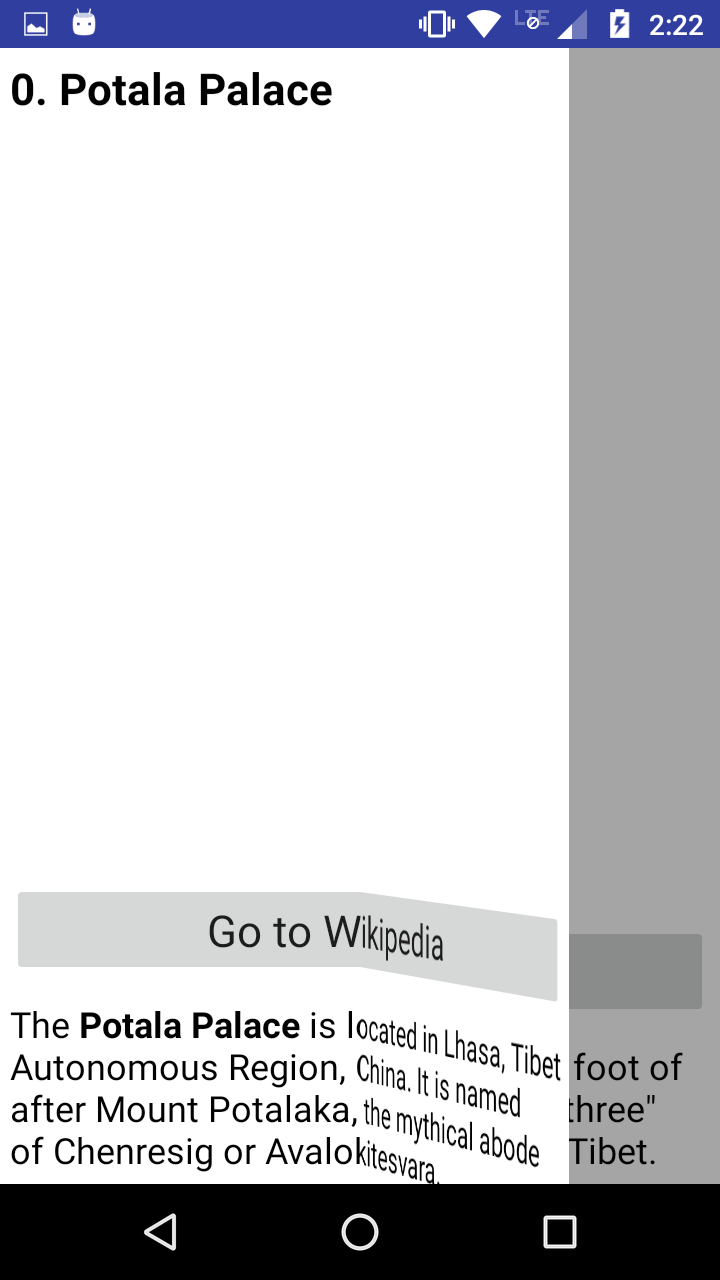 LTE 2:22
0. Potala Palace
Go to Wikipedia
The Potala Palace is located in Lhasa, Tibet
Autonomous Region, China. It is named
after Mount Potalaka, the mythical abode
of Chenresig or Avalokitesvara.
foot of
three"
Tibet.